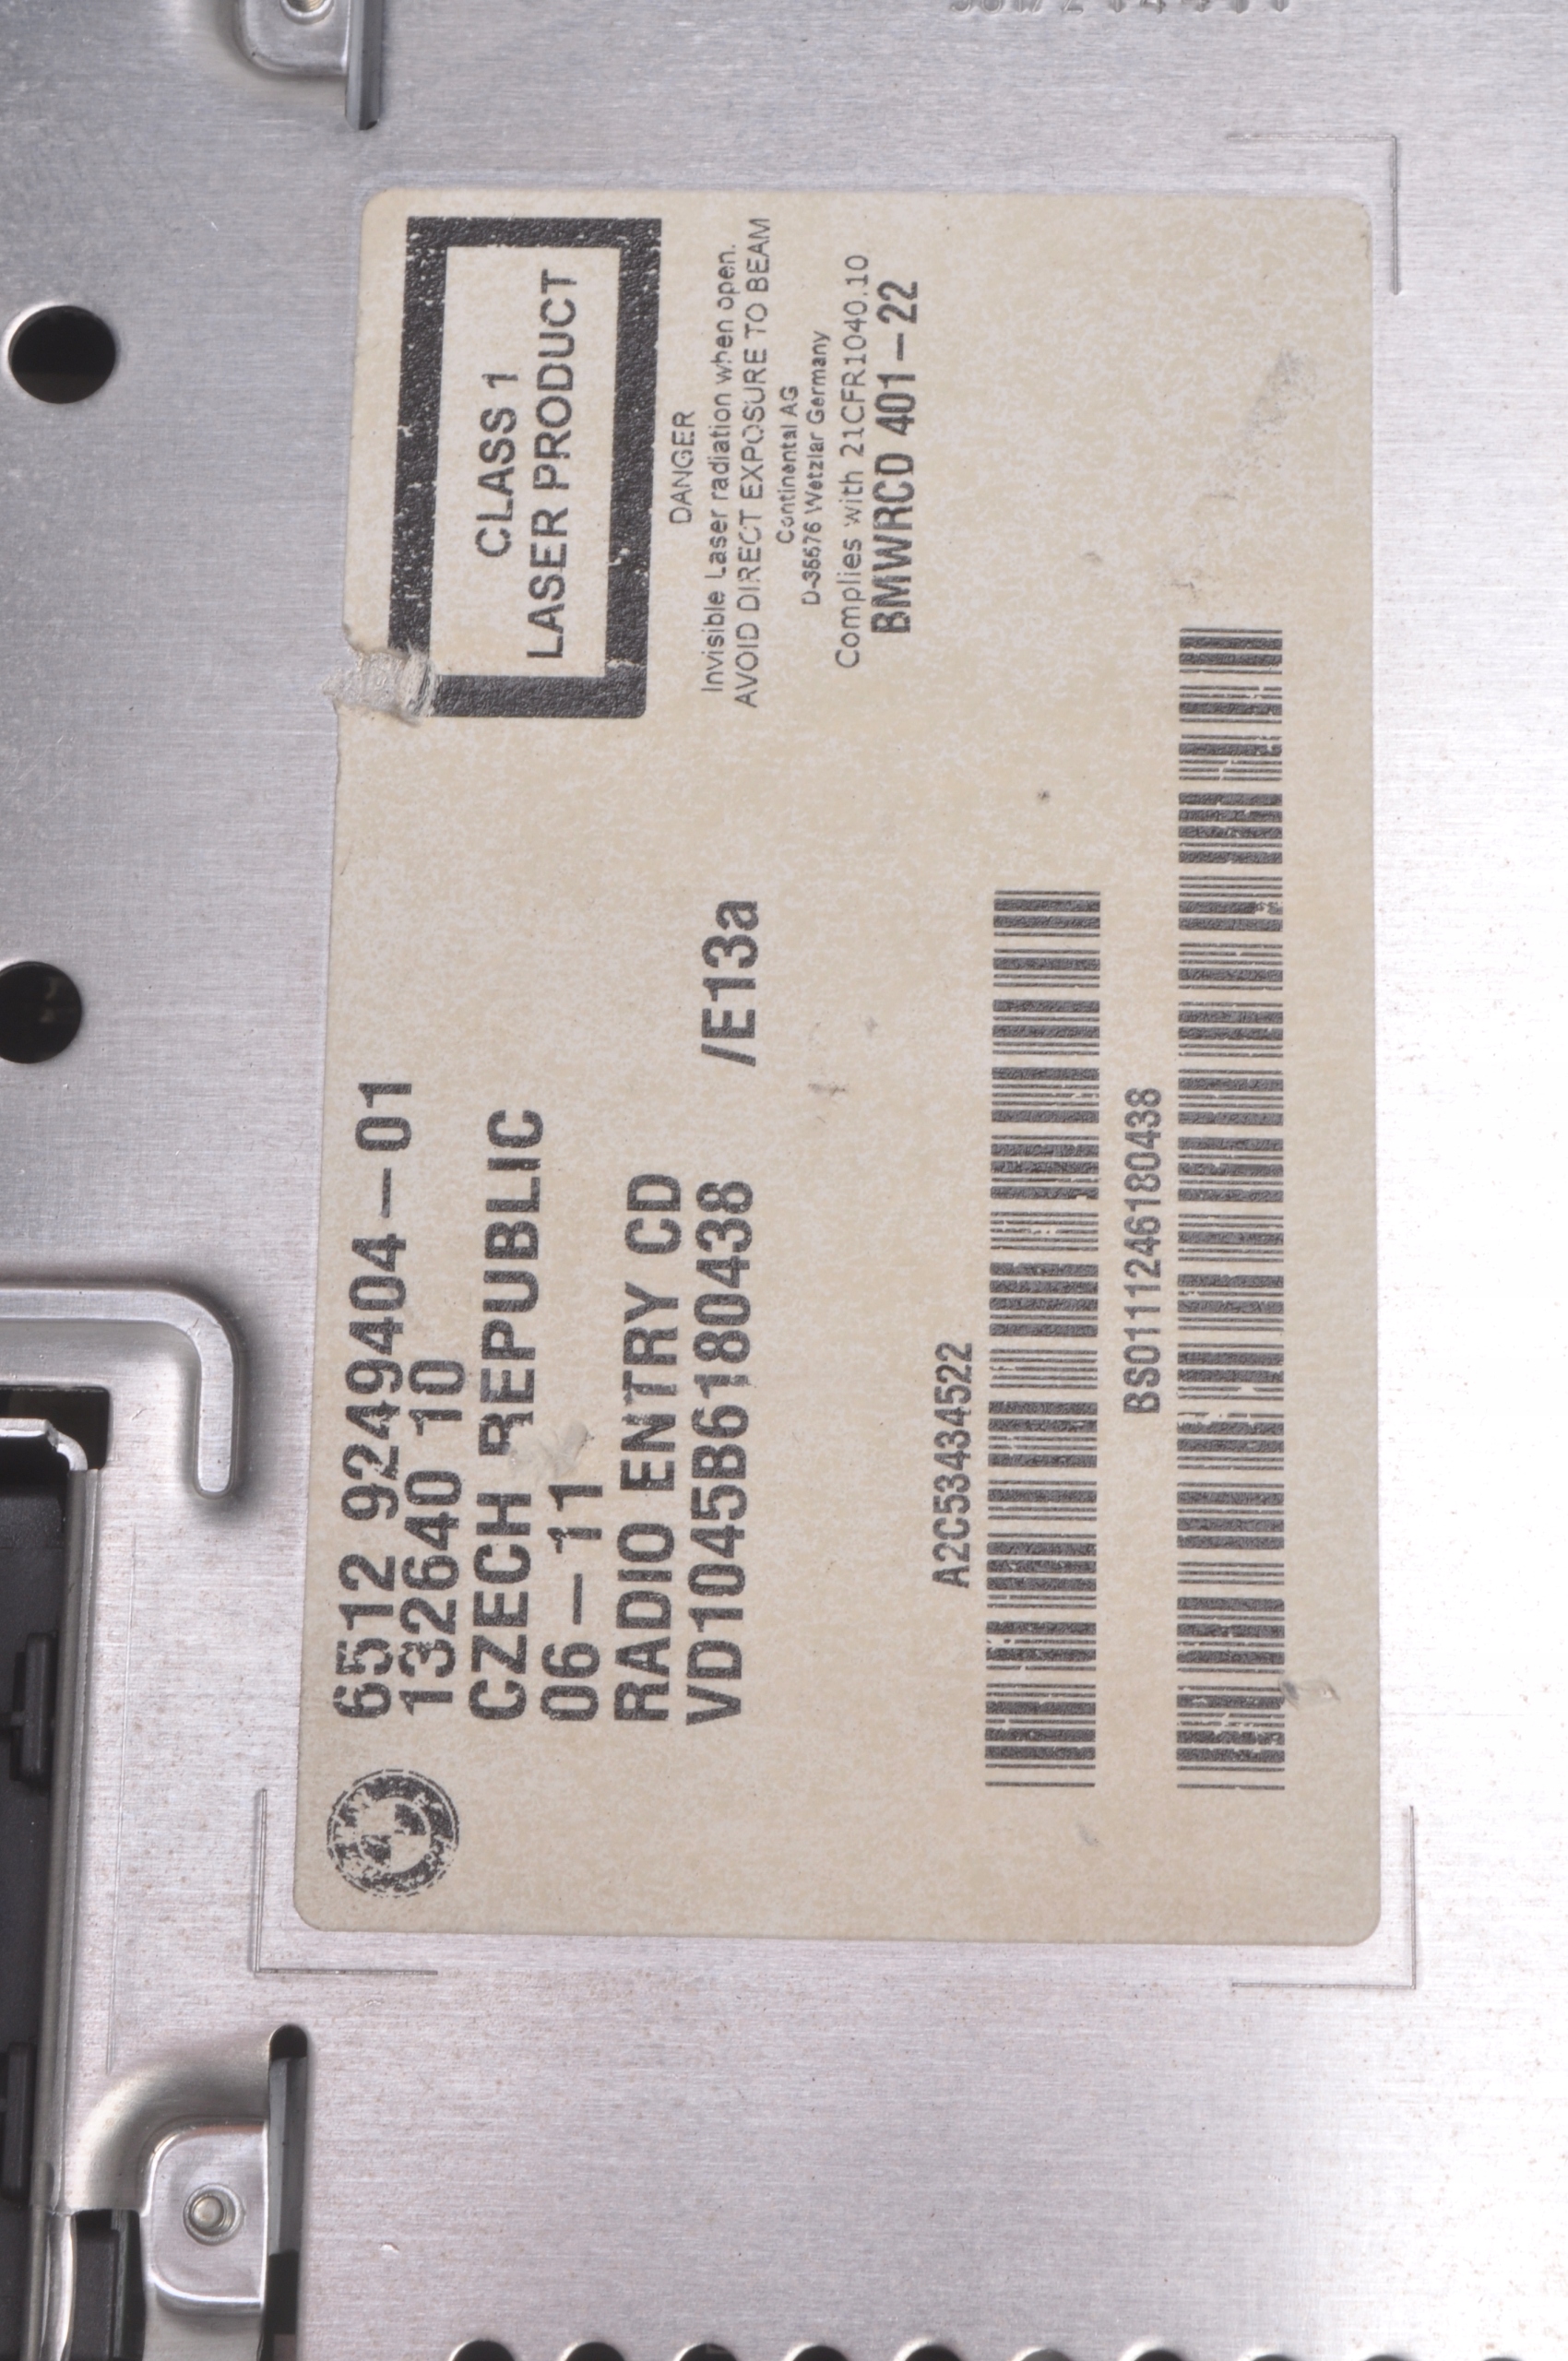 6512 9249404-01
132640 10
CZECH REPUBLIC
06-11
RADIO ENTRY CD
VD1045B6180438 /E13a
CLASS 1
LASER PRODUCT
DANGER
Invisible Laser radiation when open.
AVOID DIRECT EXPOSURE TO BEAM
Continental AG
D-35576 Wetzlar Germany
Complies with 21CFR1040.10
BMWRCD 401-22
A2C53434522
BS0111246180438